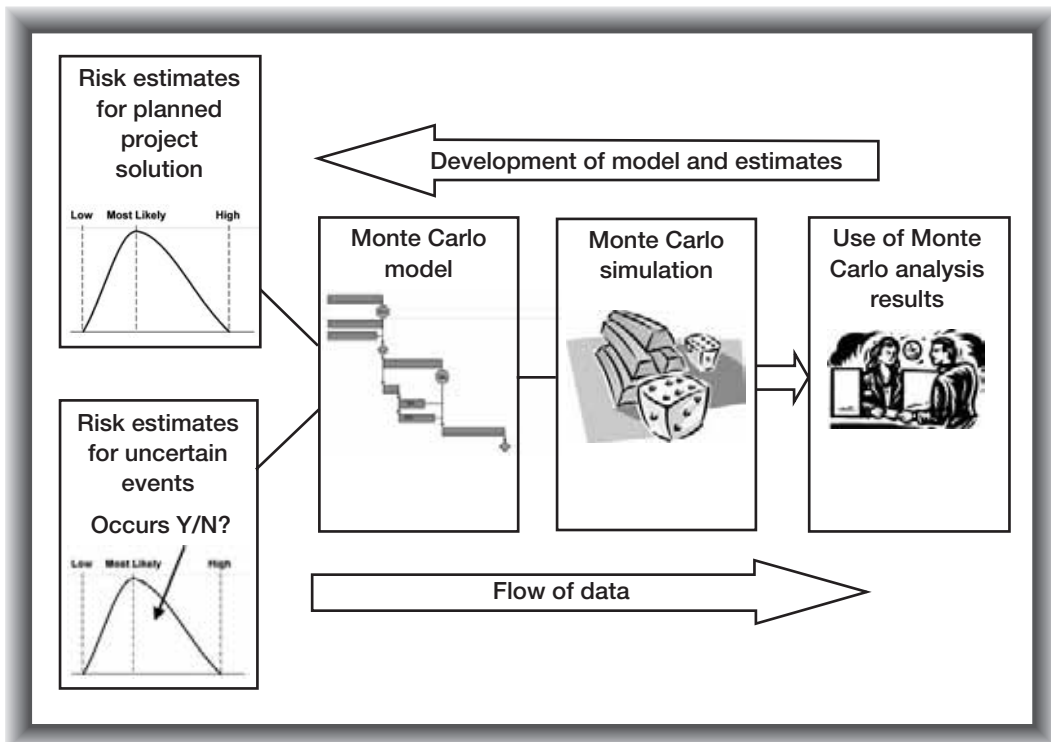 Risk estimates
for planned
project
solution
Low Most Likely High
Development of model and estimates
Monte Carlo
model
Monte Carlo
simulation
Use of Monte
Carlo analysis
results
Risk estimates
for uncertain
events
Occurs Y/N?
Low Most Likely High
Flow of data